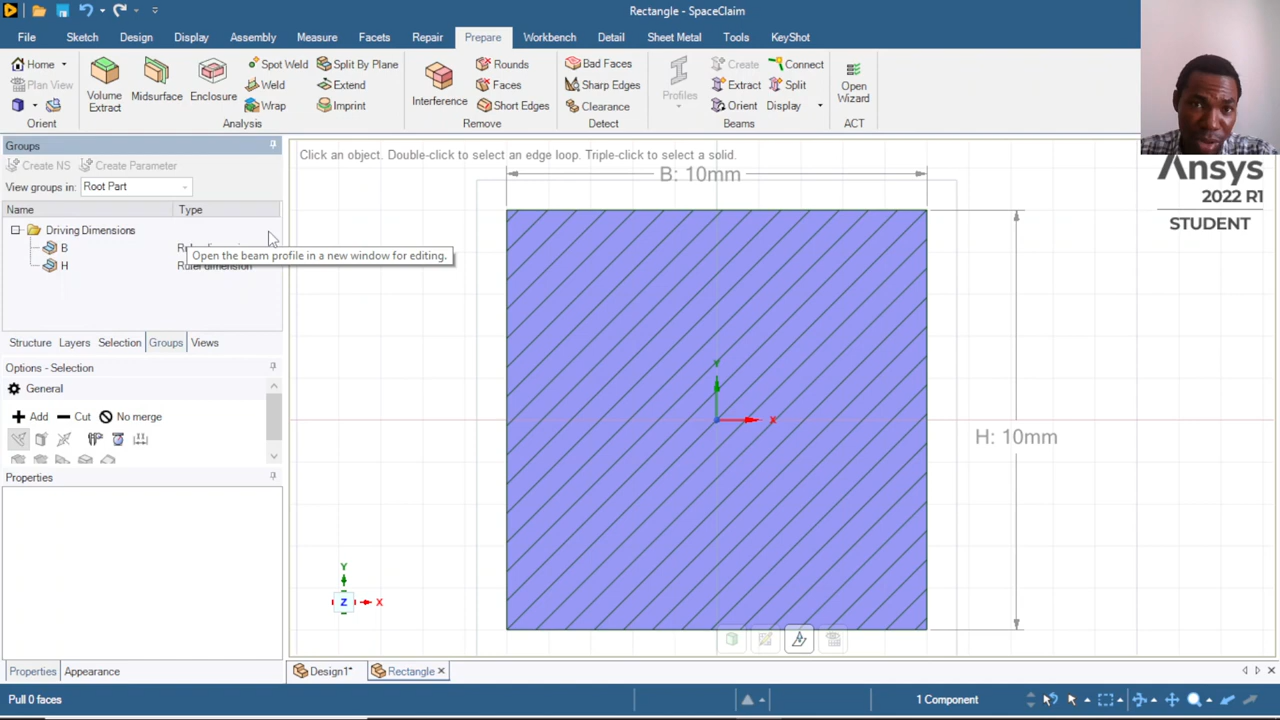 Rectangle - SpaceClaim
File Sketch Design Display Assembly Measure Facets Repair Prepare Workbench Detail Sheet Metal Tools KeyShot
Home Spot Weld Split By Plane Rounds Bad Faces Create Connect
Plan View Weld Extend Faces Sharp Edges Extract Split
Volume Extract Midsurface Enclosure Wrap Imprint Interference Short Edges Clearance Profiles Orient Display Open Wizard
Orient Analysis Remove Detect Beams ACT
Groups
Create NS Create Parameter
View groups in: Root Part
Name Type
Driving Dimensions
B
H Ruler dimension
Open the beam profile in a new window for editing.
Structure Layers Selection Groups Views
Options - Selection
General
Add Cut No merge
Properties
Properties Appearance
Click an object. Double-click to select an edge loop. Triple-click to select a solid.
B: 10mm
H: 10mm
Y
X
Y
Z X
Ansys
2022 R1
STUDENT
Design1* Rectangle
Pull 0 faces 1 Component